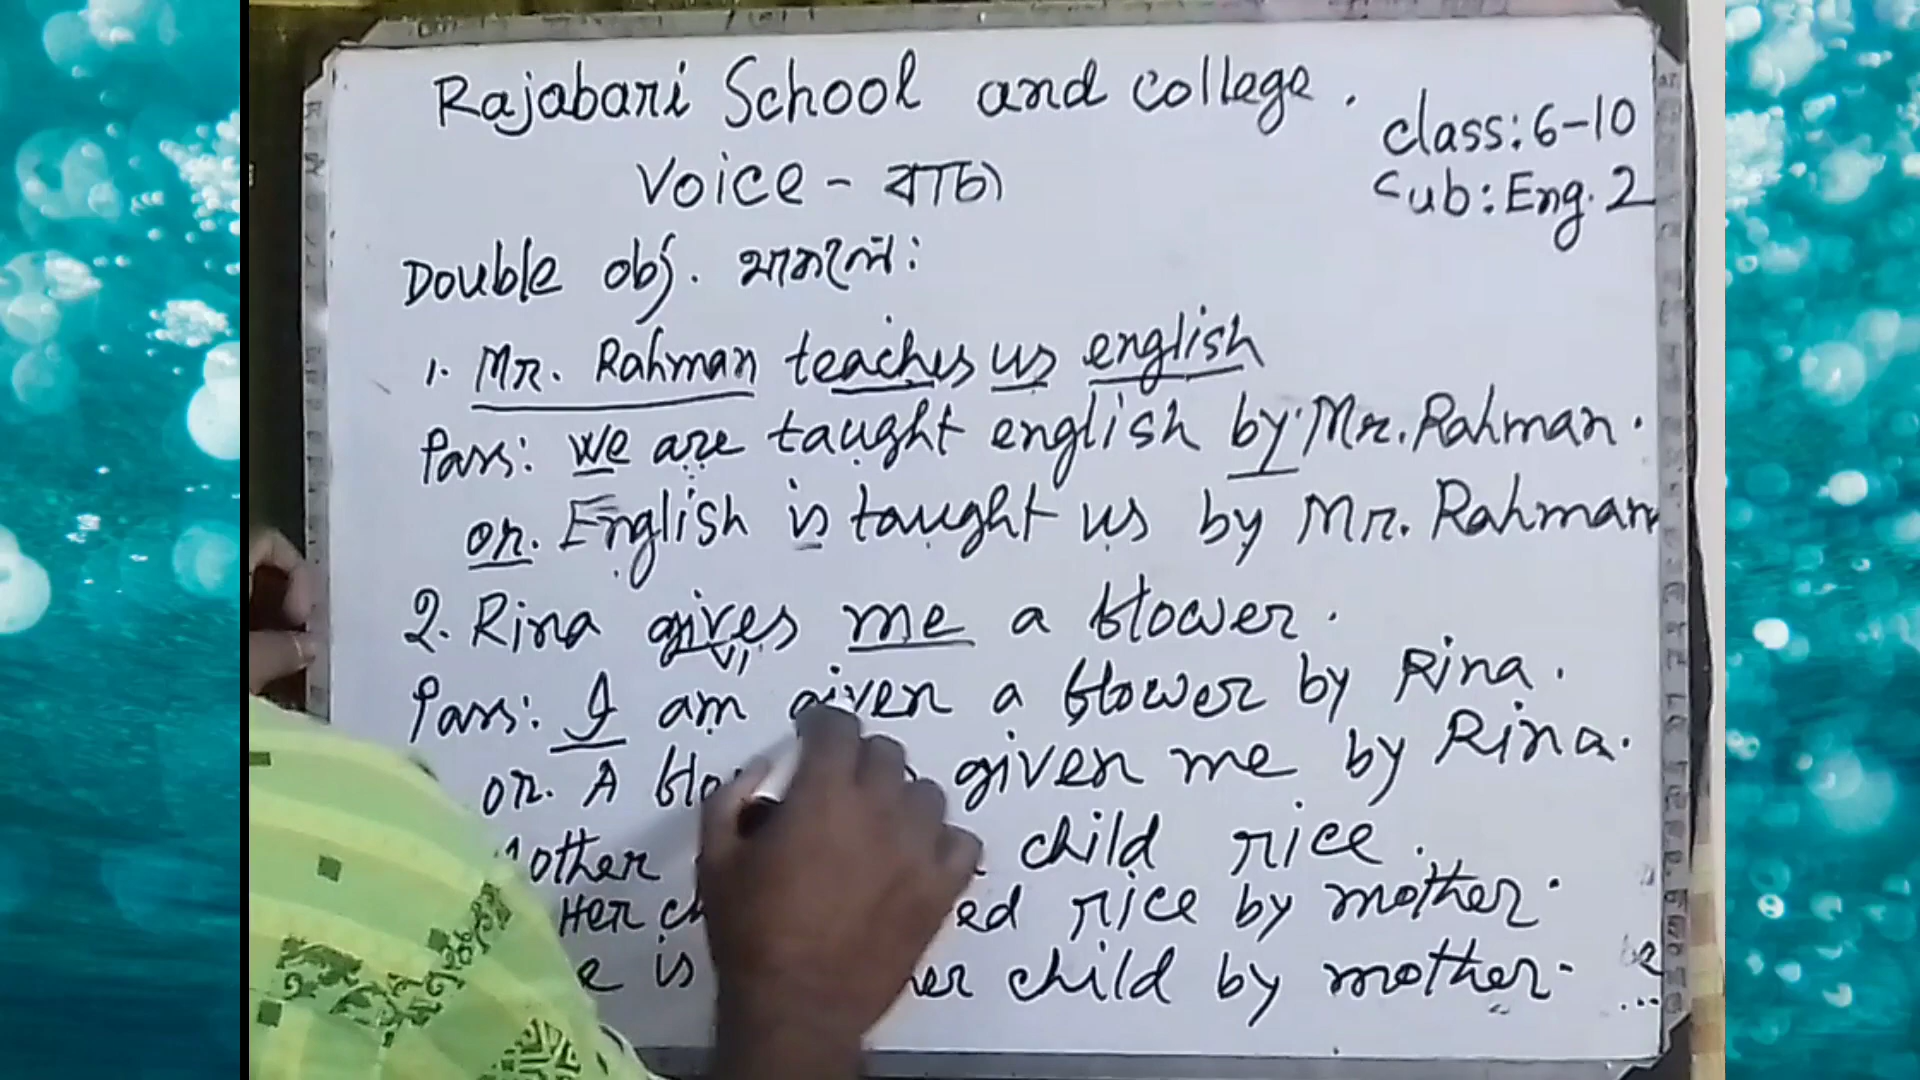 Rajabari School and college.
class: 6-10
Sub: Eng. 2
Voice - বাচ্য
Double obj. থাকলে:
1. Mr. Rahman teaches us english
Pass: we are taught english by Mr. Rahman.
or. English is taught us by Mr. Rahman
2. Rina gives me a flower.
Pass: I am given a flower by Rina.
or. A given me by Rina.
child rice.
Her rice by mother.
is child by mother.